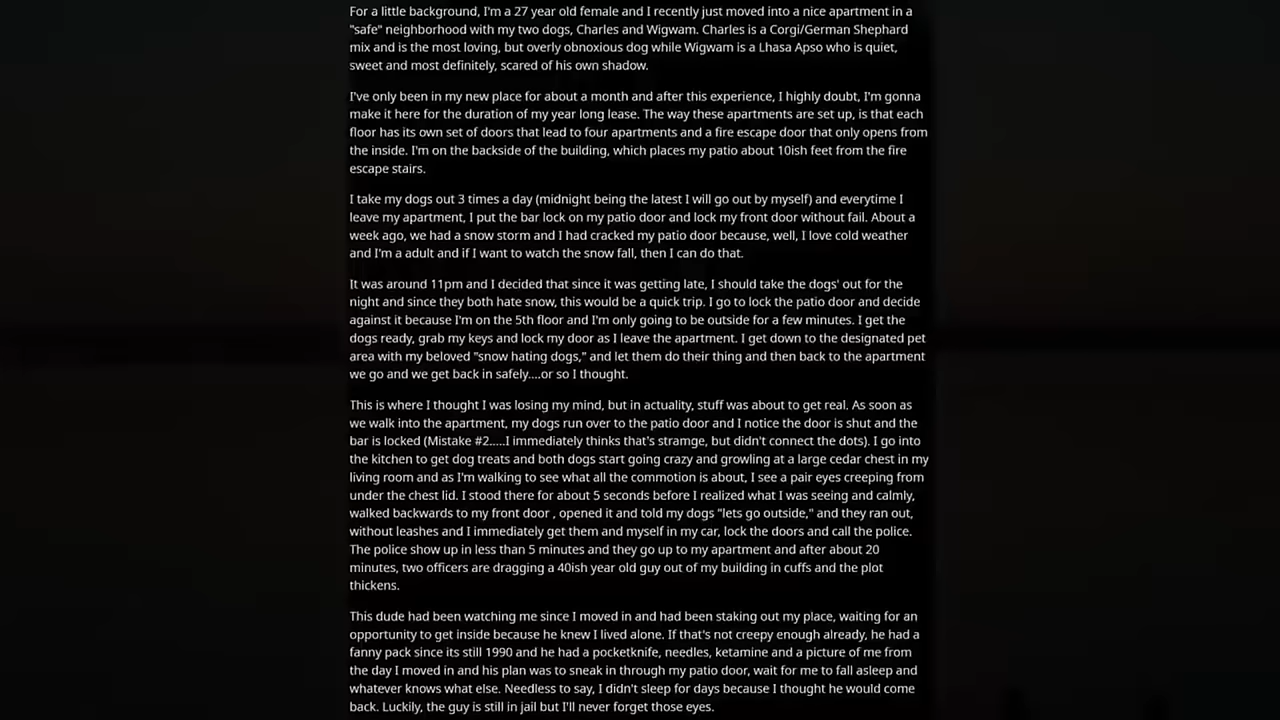 For a little background, I'm a 27 year old female and I recently just moved into a nice apartment in a
"safe" neighborhood with my two dogs, Charles and Wigwam. Charles is a Corgi/German Shephard
mix and is the most loving, but overly obnoxious dog while Wigwam is a Lhasa Apso who is quiet,
sweet and most definitely, scared of his own shadow.
I've only been in my new place for about a month and after this experience, I highly doubt, I'm gonna
make it here for the duration of my year long lease. The way these apartments are set up, is that each
floor has its own set of doors that lead to four apartments and a fire escape door that only opens from
the inside. I'm on the backside of the building, which places my patio about 10ish feet from the fire
escape stairs.
I take my dogs out 3 times a day (midnight being the latest I will go out by myself) and everytime I
leave my apartment, I put the bar lock on my patio door and lock my front door without fail. About a
week ago, we had a snow storm and I had cracked my patio door because, well, I love cold weather
and I'm a adult and if I want to watch the snow fall, then I can do that.
It was around 11pm and I decided that since it was getting late, I should take the dogs' out for the
night and since they both hate snow, this would be a quick trip. I go to lock the patio door and decide
against it because I'm on the 5th floor and I'm only going to be outside for a few minutes. I get the
dogs ready, grab my keys and lock my door as I leave the apartment. I get down to the designated pet
area with my beloved "snow hating dogs," and let them do their thing and then back to the apartment
we go and we get back in safely....or so I thought.
This is where I thought I was losing my mind, but in actuality, stuff was about to get real. As soon as
we walk into the apartment, my dogs run over to the patio door and I notice the door is shut and the
bar is locked (Mistake #2.....I immediately thinks that's stramge, but didn't connect the dots). I go into
the kitchen to get dog treats and both dogs start going crazy and growling at a large cedar chest in my
living room and as I'm walking to see what all the commotion is about, I see a pair eyes creeping from
under the chest lid. I stood there for about 5 seconds before I realized what I was seeing and calmly,
walked backwards to my front door , opened it and told my dogs "lets go outside," and they ran out,
without leashes and I immediately get them and myself in my car, lock the doors and call the police.
The police show up in less than 5 minutes and they go up to my apartment and after about 20
minutes, two officers are dragging a 40ish year old guy out of my building in cuffs and the plot
thickens.
This dude had been watching me since I moved in and had been staking out my place, waiting for an
opportunity to get inside because he knew I lived alone. If that's not creepy enough already, he had a
fanny pack since its still 1990 and he had a pocketknife, needles, ketamine and a picture of me from
the day I moved in and his plan was to sneak in through my patio door, wait for me to fall asleep and
whatever knows what else. Needless to say, I didn't sleep for days because I thought he would come
back. Luckily, the guy is still in jail but I'll never forget those eyes.